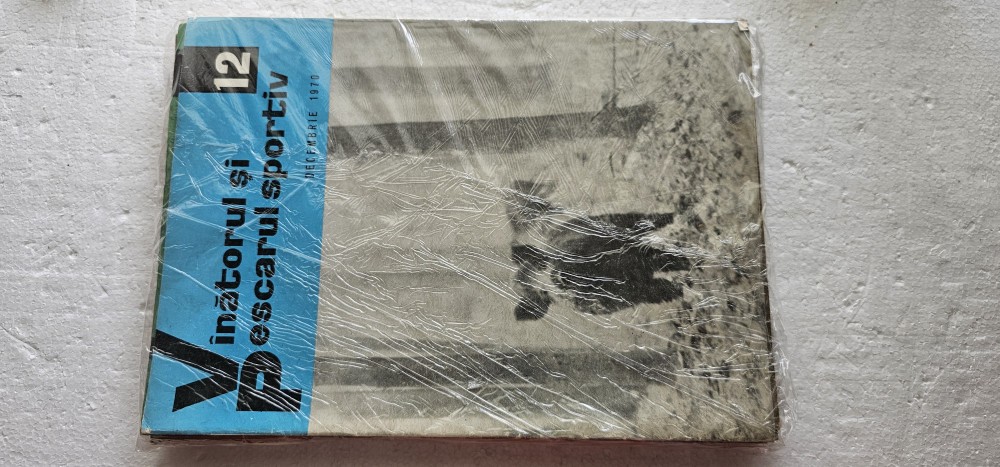 12
Vînătorul și
Pescarul sportiv
DECEMBRIE 1970